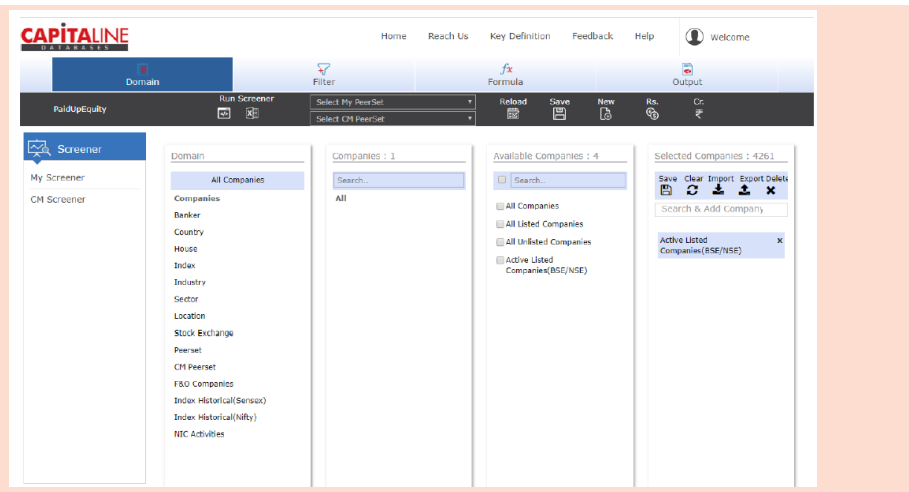 CAPİTALINE
DATABASES
Home Reach Us Key Definition Feedback Help Welcome
Domain Filter Formula Output
fx
PaidUpEquity
Run Screener
Select My PeerSet
Select CM PeerSet
Reload Save New Rs. Cr.
Screener
My Screener
CM Screener
Domain
All Companies
Companies
Banker
Country
House
Index
Industry
Sector
Location
Stock Exchange
Peerset
CM Peerset
F&O Companies
Index Historical(Sensex)
Index Historical(Nifty)
NIC Activities
Companies : 1
Search..
All
Available Companies : 4
Search..
All Companies
All Listed Companies
All Unlisted Companies
Active Listed
Companies(BSE/NSE)
Selected Companies : 4261
Save Clear Import Export Delete
Search & Add Company
Active Listed x
Companies(BSE/NSE)